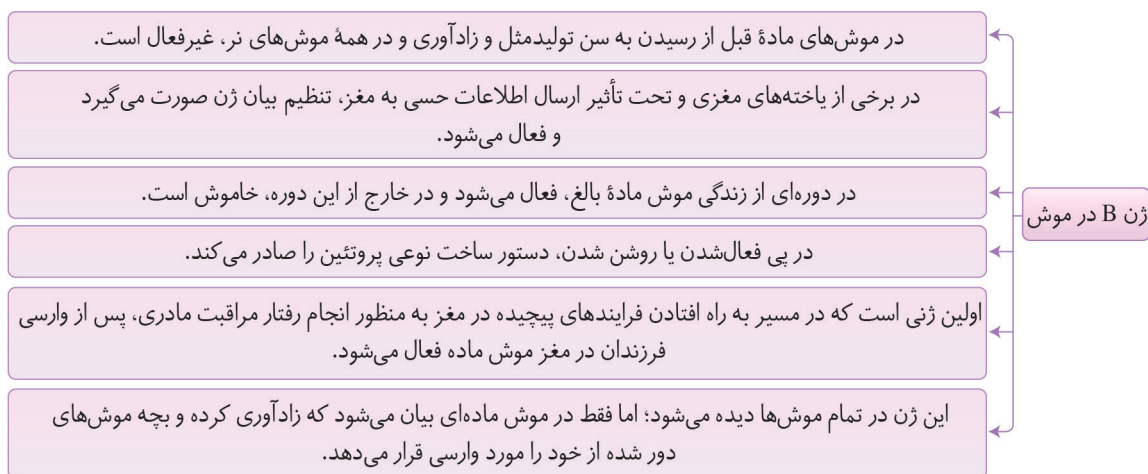 در موش‌های مادهٔ قبل از رسیدن به سن تولیدمثل و زادآوری و در همهٔ موش‌های نر، غیرفعال است.
در برخی از یاخته‌های مغزی و تحت تأثیر ارسال اطلاعات حسی به مغز، تنظیم بیان ژن صورت می‌گیرد
و فعال می‌شود.
در دوره‌ای از زندگی موش مادهٔ بالغ، فعال می‌شود و در خارج از این دوره، خاموش است.
ژن B در موش
در پی فعال‌شدن یا روشن شدن، دستور ساخت نوعی پروتئین را صادر می‌کند.
اولین ژنی است که در مسیر به راه افتادن فرایندهای پیچیده در مغز به منظور انجام رفتار مراقبت مادری، پس از وارسی
فرزندان در مغز موش ماده فعال می‌شود.
این ژن در تمام موش‌ها دیده می‌شود؛ اما فقط در موش ماده‌ای بیان می‌شود که زادآوری کرده و بچه موش‌های
دور شده از خود را مورد وارسی قرار می‌دهد.